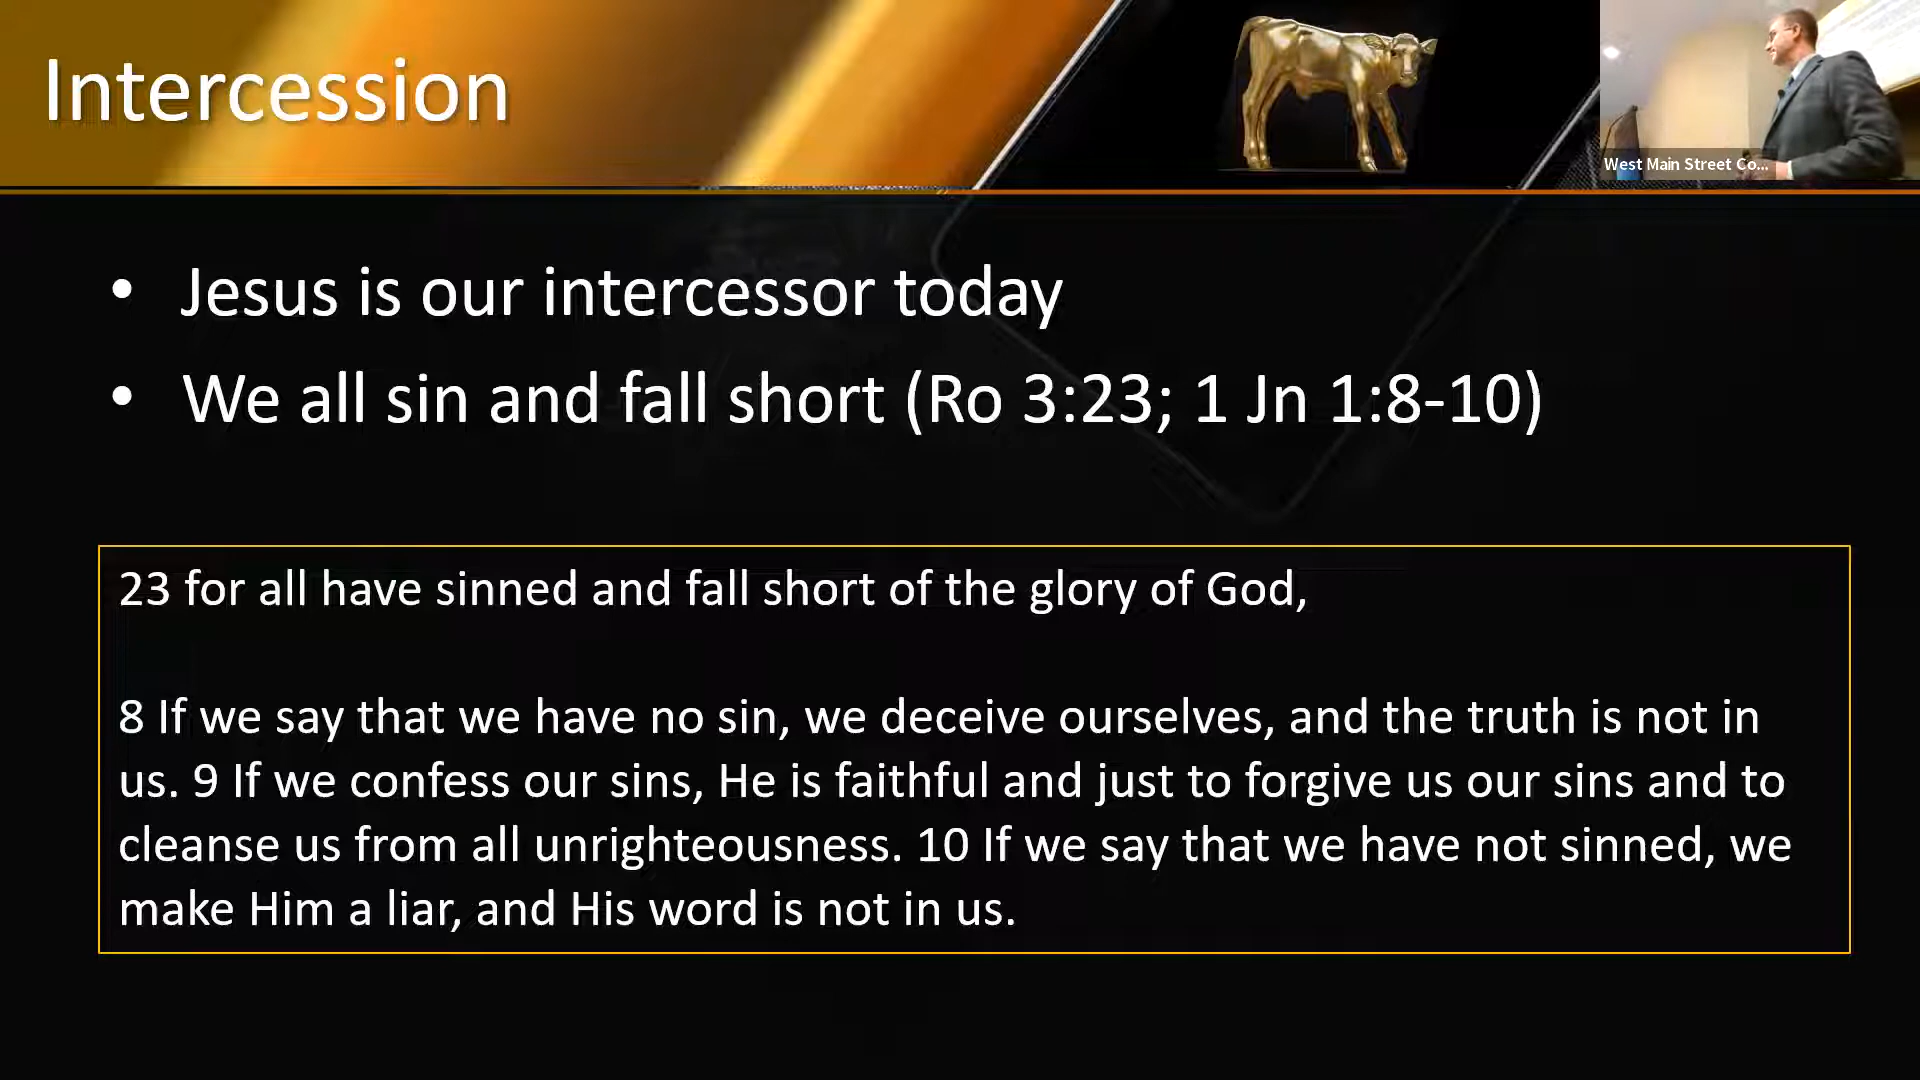 Intercession
West Main Street Co...
• Jesus is our intercessor today
• We all sin and fall short (Ro 3:23; 1 Jn 1:8-10)
23 for all have sinned and fall short of the glory of God,
8 If we say that we have no sin, we deceive ourselves, and the truth is not in
us. 9 If we confess our sins, He is faithful and just to forgive us our sins and to
cleanse us from all unrighteousness. 10 If we say that we have not sinned, we
make Him a liar, and His word is not in us.